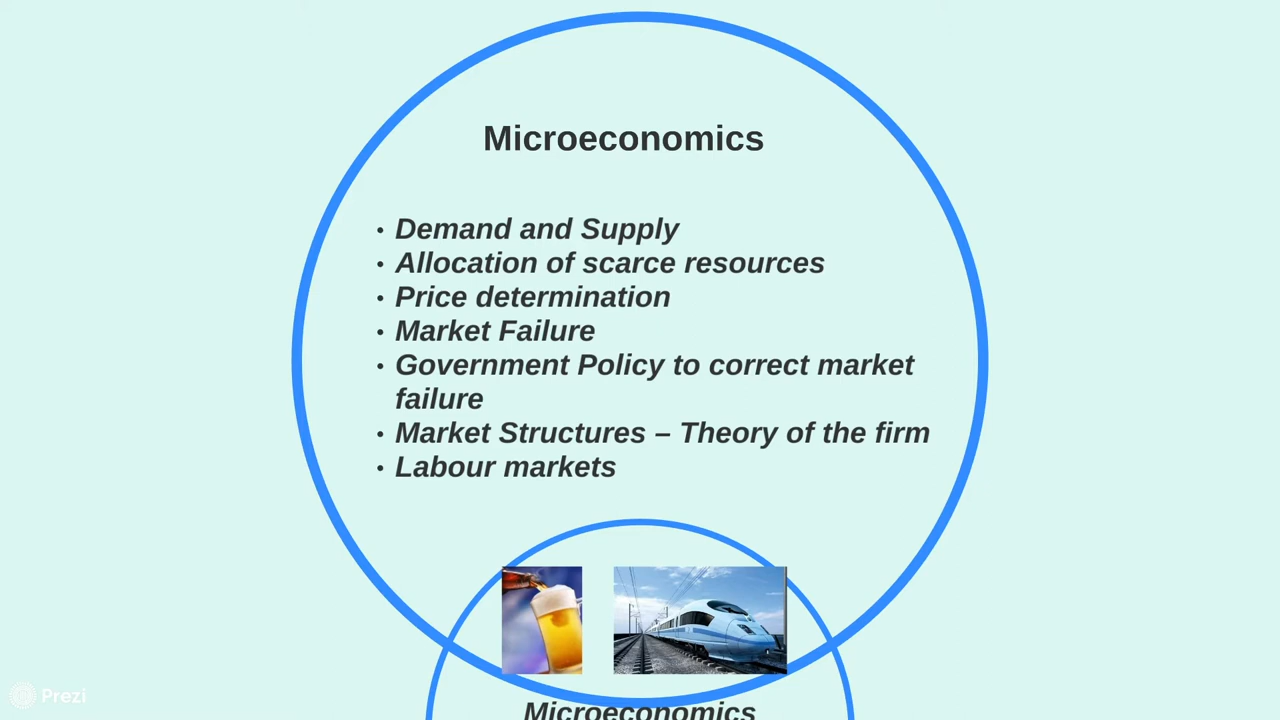 Microeconomics
• Demand and Supply
• Allocation of scarce resources
• Price determination
• Market Failure
• Government Policy to correct market
failure
• Market Structures – Theory of the firm
• Labour markets
Microeconomics
Prezi